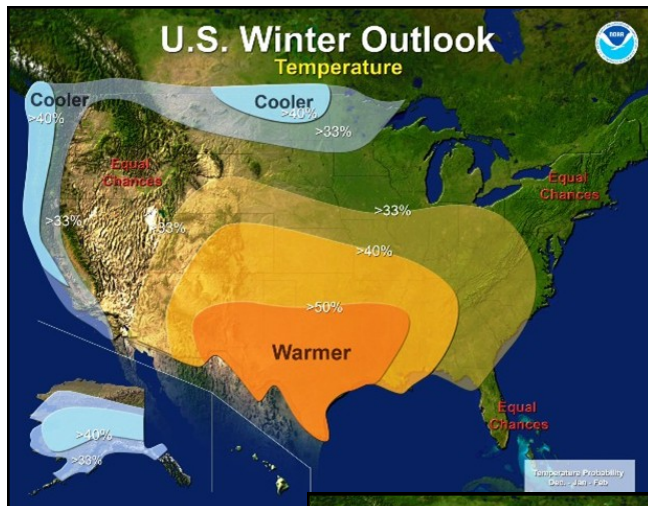 U.S. Winter Outlook
NOAA
Temperature
Cooler
>40%
Cooler
>40%
>33%
Equal
Chances
>33%
>33%
Equal
Chances
>33%
>40%
>50%
Warmer
Equal
Chances
>40%
>33%
Temperature Probability
Dec. - Jan - Feb